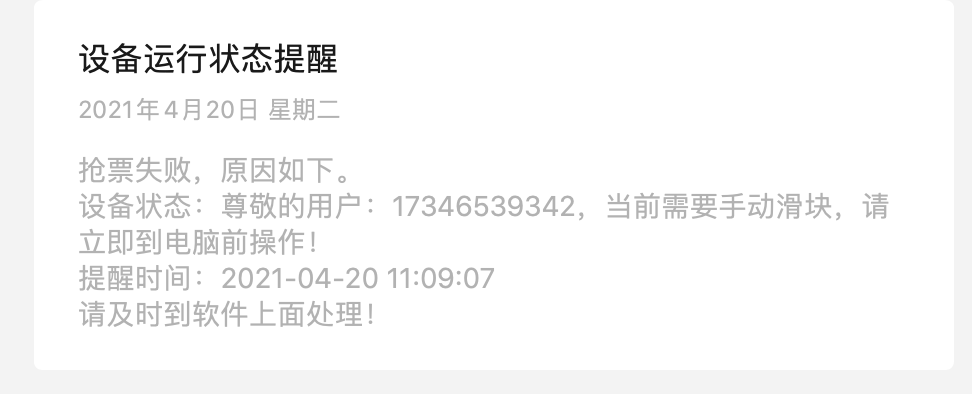 设备运行状态提醒
2021年4月20日 星期二
抢票失败，原因如下。
设备状态：尊敬的用户：17346539342，当前需要手动滑块，请
立即到电脑前操作！
提醒时间：2021-04-20 11:09:07
请及时到软件上面处理！